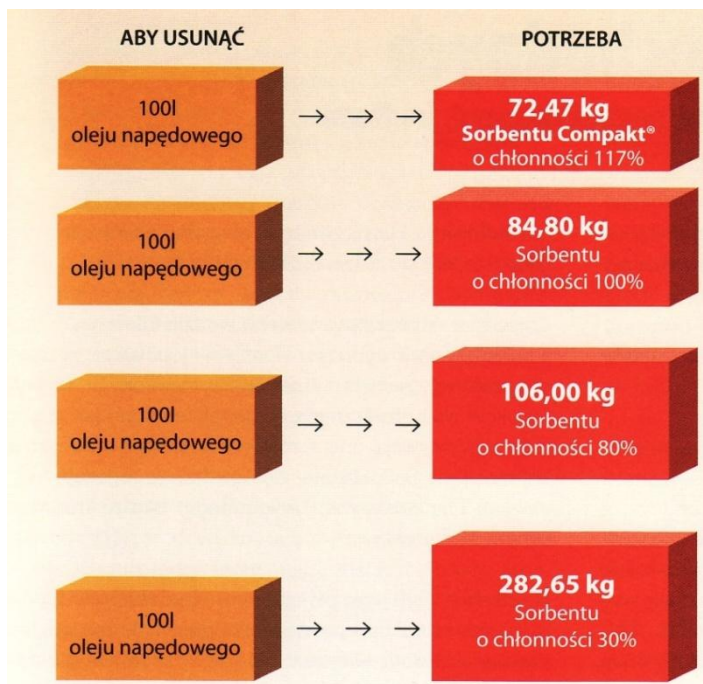 ABY USUNĄĆ
POTRZEBA
100l
oleju napędowego
→ → →
72,47 kg
Sorbentu Compakt®
o chłonności 117%
100l
oleju napędowego
→ → →
84,80 kg
Sorbentu
o chłonności 100%
100l
oleju napędowego
→ → →
106,00 kg
Sorbentu
o chłonności 80%
100l
oleju napędowego
→ → →
282,65 kg
Sorbentu
o chłonności 30%